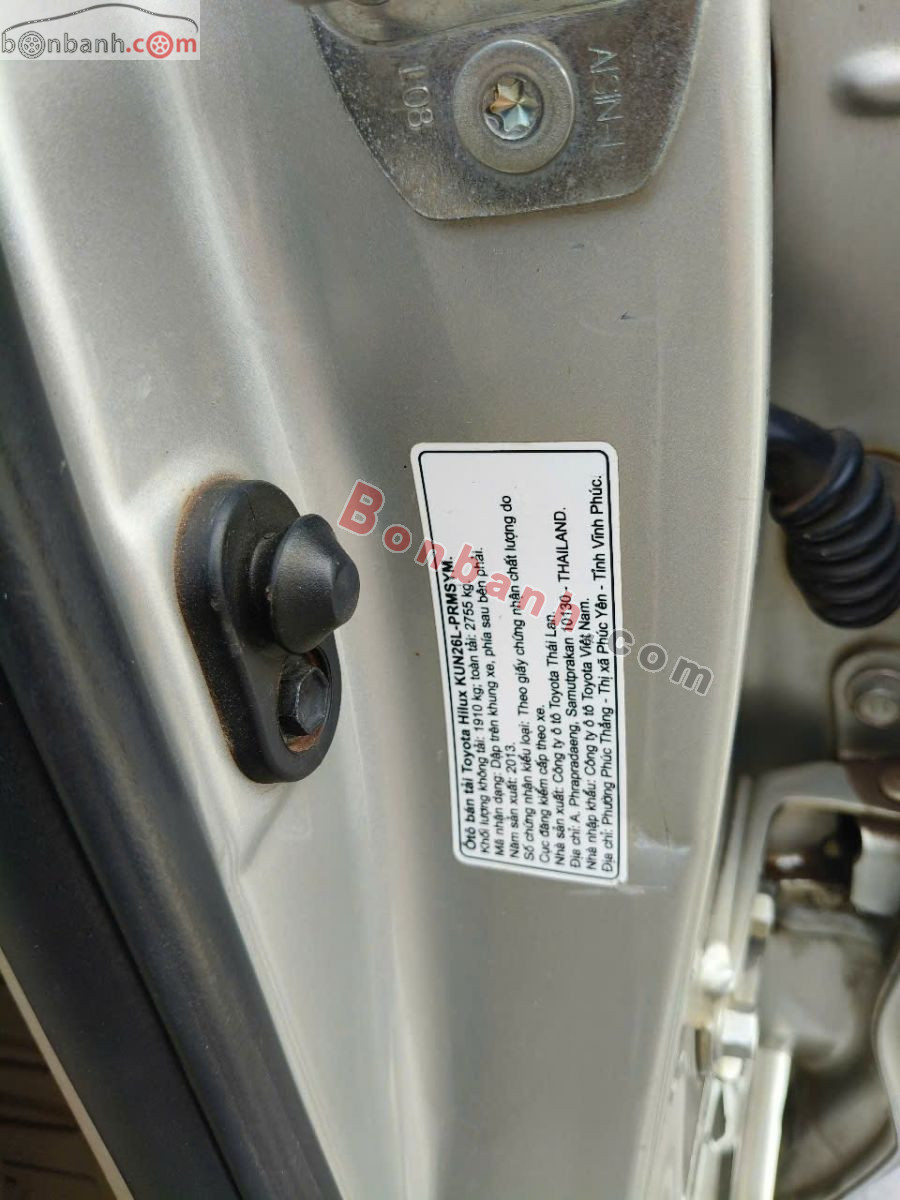 bonbanh.com
L08
AISIN-I
Bonbanh.com
Ôtô bán tải Toyota Hilux KUN26L-PRMSYM.
Khối lượng không tải: 1910 kg; toàn tải: 2755 kg.
Mã nhận dạng: Dập trên khung xe, phía sau bên phải.
Năm sản xuất: 2013.
Số chứng nhận kiểu loại: Theo giấy chứng nhận chất lượng do
Cục đăng kiểm cấp theo xe.
Nhà sản xuất: Công ty ô tô Toyota Thái Lan.
Địa chỉ: A. Phrapradaeng, Samutprakan 10130 - THAILAND.
Nhà nhập khẩu: Công ty ô tô Toyota Việt Nam.
Địa chỉ: Phường Phúc Thắng - Thị xã Phúc Yên - Tỉnh Vĩnh Phúc.